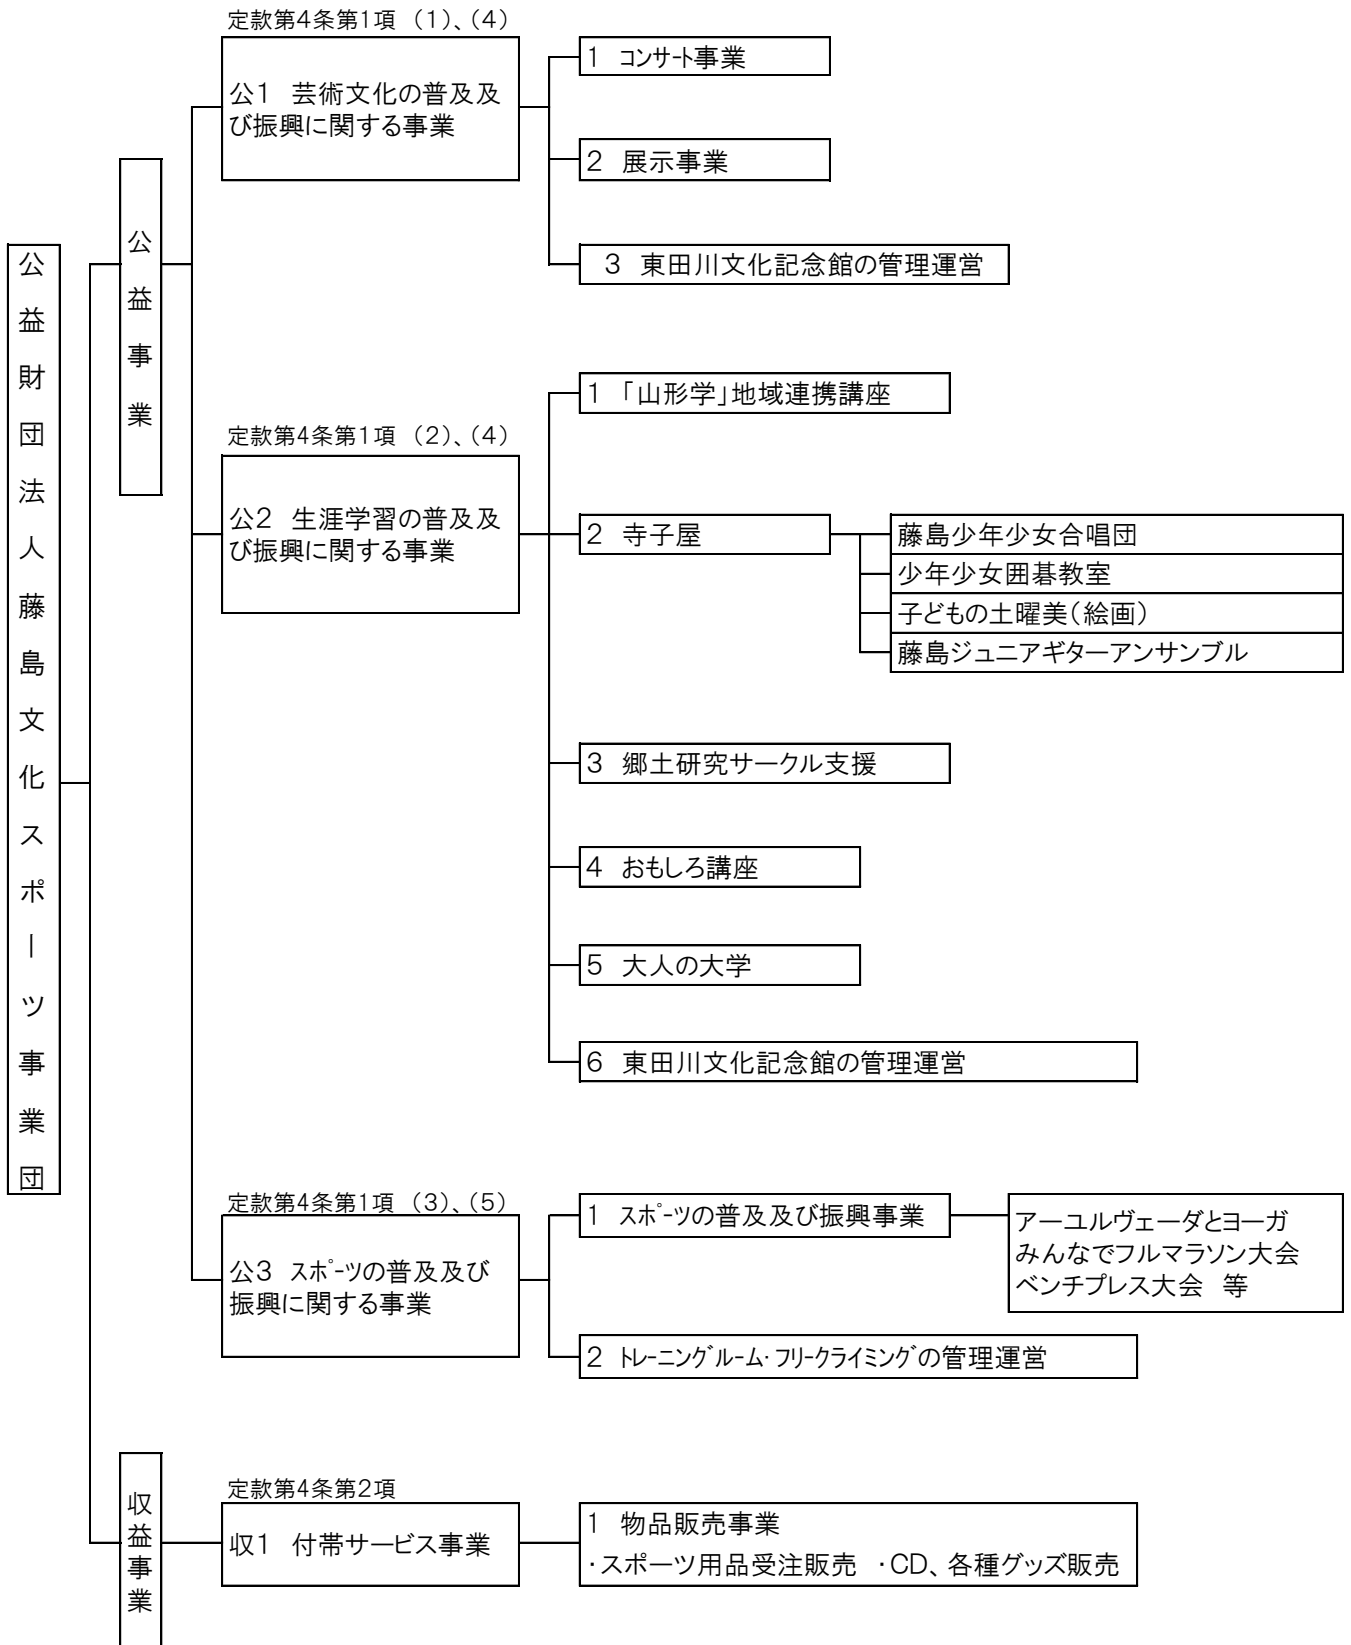 公益財団法人藤島文化スポーツ事業団
公益事業
定款第4条第1項 (1)、(4)
公1 芸術文化の普及及
び振興に関する事業
1 コンサート事業
2 展示事業
3 東田川文化記念館の管理運営
定款第4条第1項 (2)、(4)
公2 生涯学習の普及及
び振興に関する事業
1 「山形学」地域連携講座
2 寺子屋
藤島少年少女合唱団
少年少女囲碁教室
子どもの土曜美(絵画)
藤島ジュニアギターアンサンブル
3 郷土研究サークル支援
4 おもしろ講座
5 大人の大学
6 東田川文化記念館の管理運営
定款第4条第1項 (3)、(5)
公3 スポーツの普及及び
振興に関する事業
1 スポーツの普及及び振興事業
アーユルヴェーダとヨーガ
みんなでフルマラソン大会
ベンチプレス大会 等
2 トレーニングルーム・フリークライミングの管理運営
収益事業
定款第4条第2項
収1 付帯サービス事業
1 物品販売事業
・スポーツ用品受注販売 ・CD、各種グッズ販売